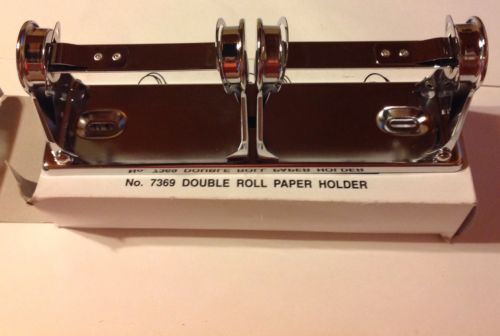 No. 7369 DOUBLE ROLL PAPER HOLDER